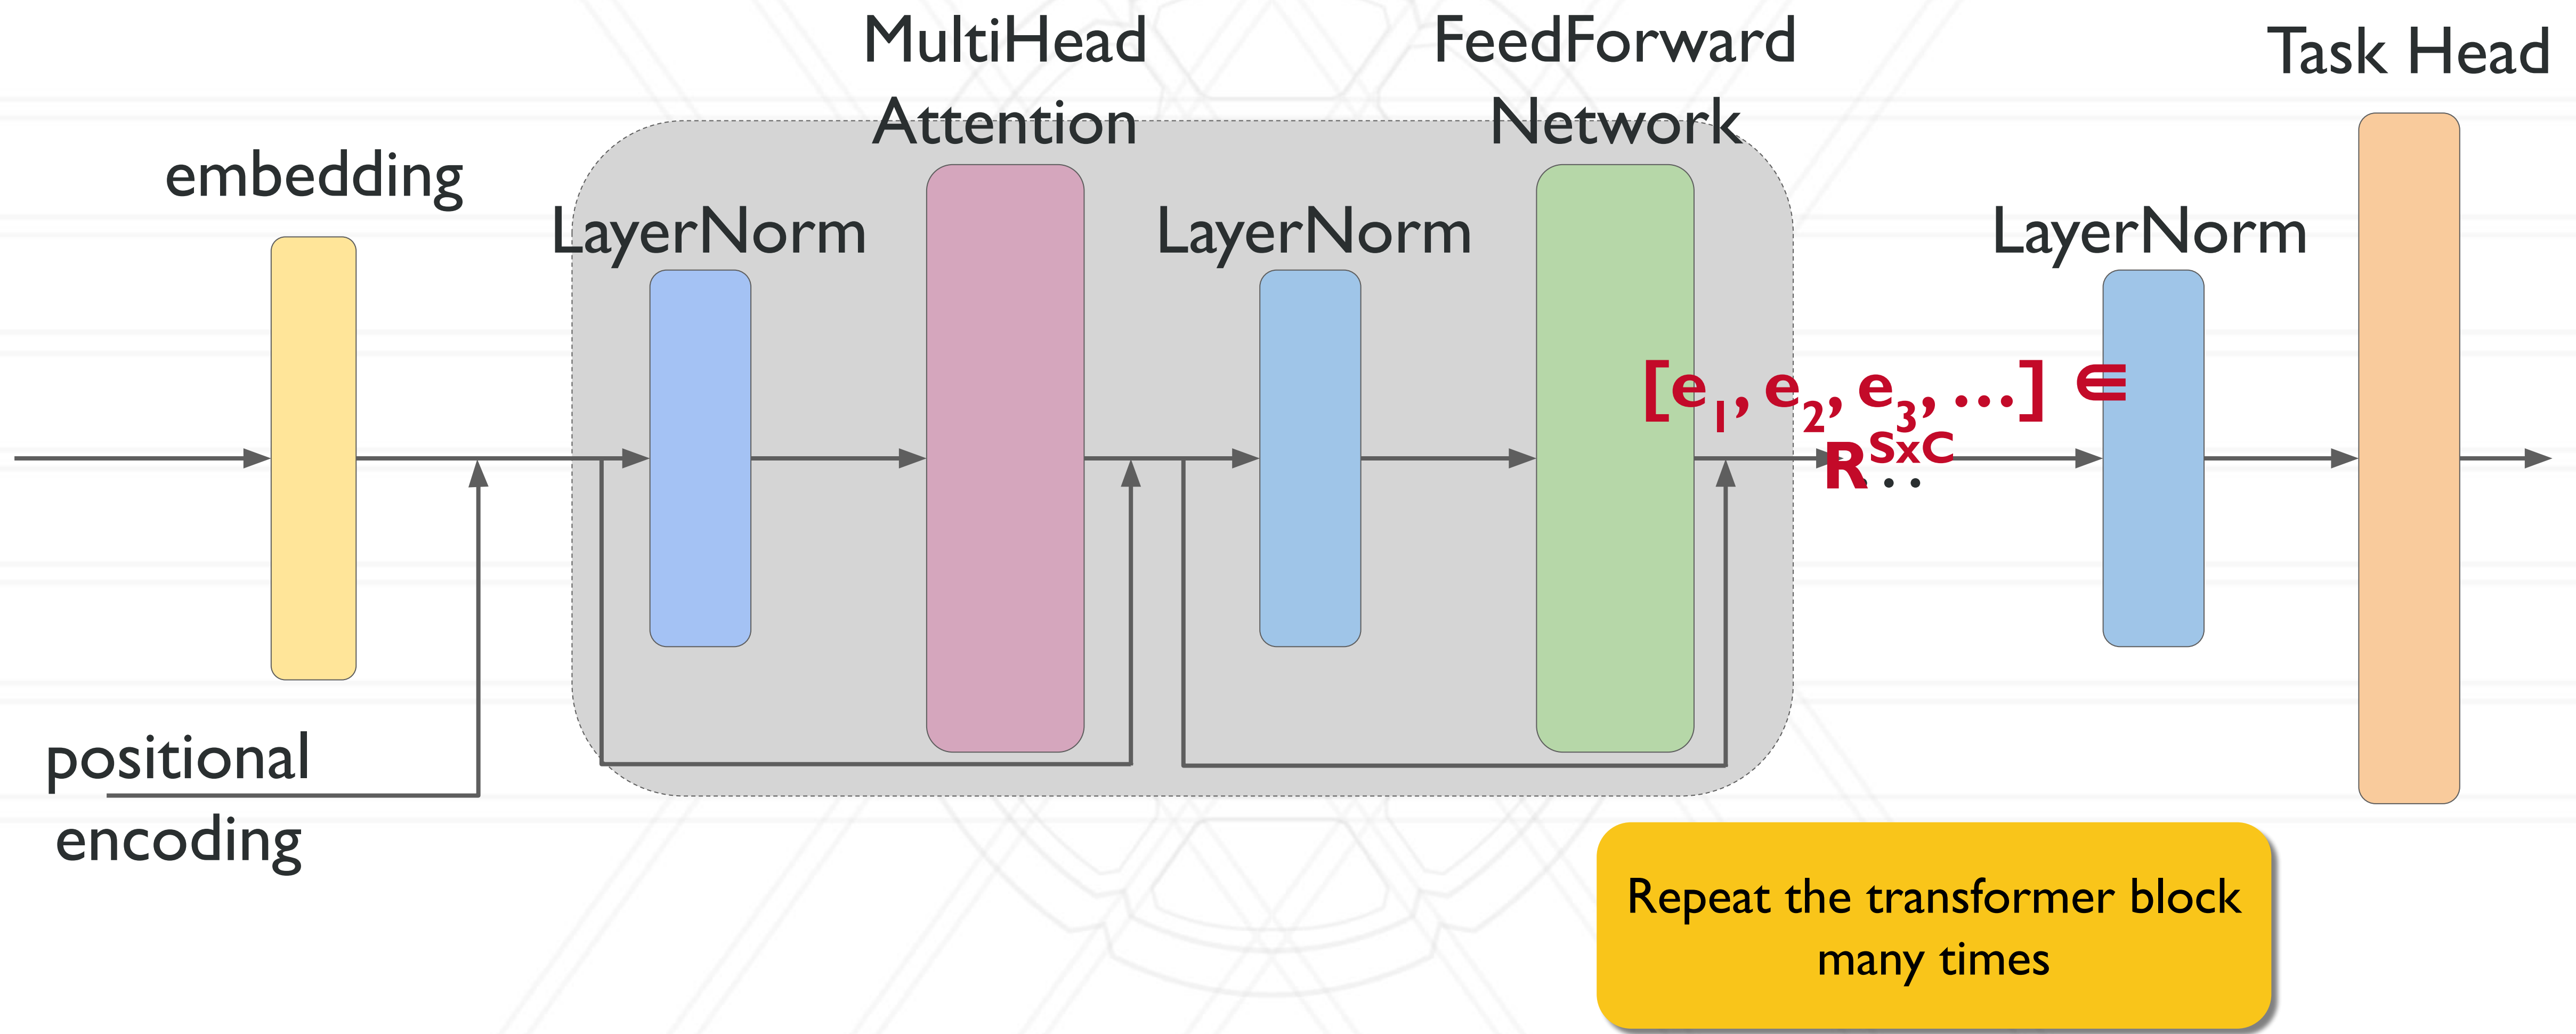 MultiHead
Attention
FeedForward
Network
Task Head
embedding
LayerNorm
LayerNorm
LayerNorm
[e₁, e₂, e₃, ...] ∈
Rˢˣᶜ
...
positional
encoding
Repeat the transformer block
many times